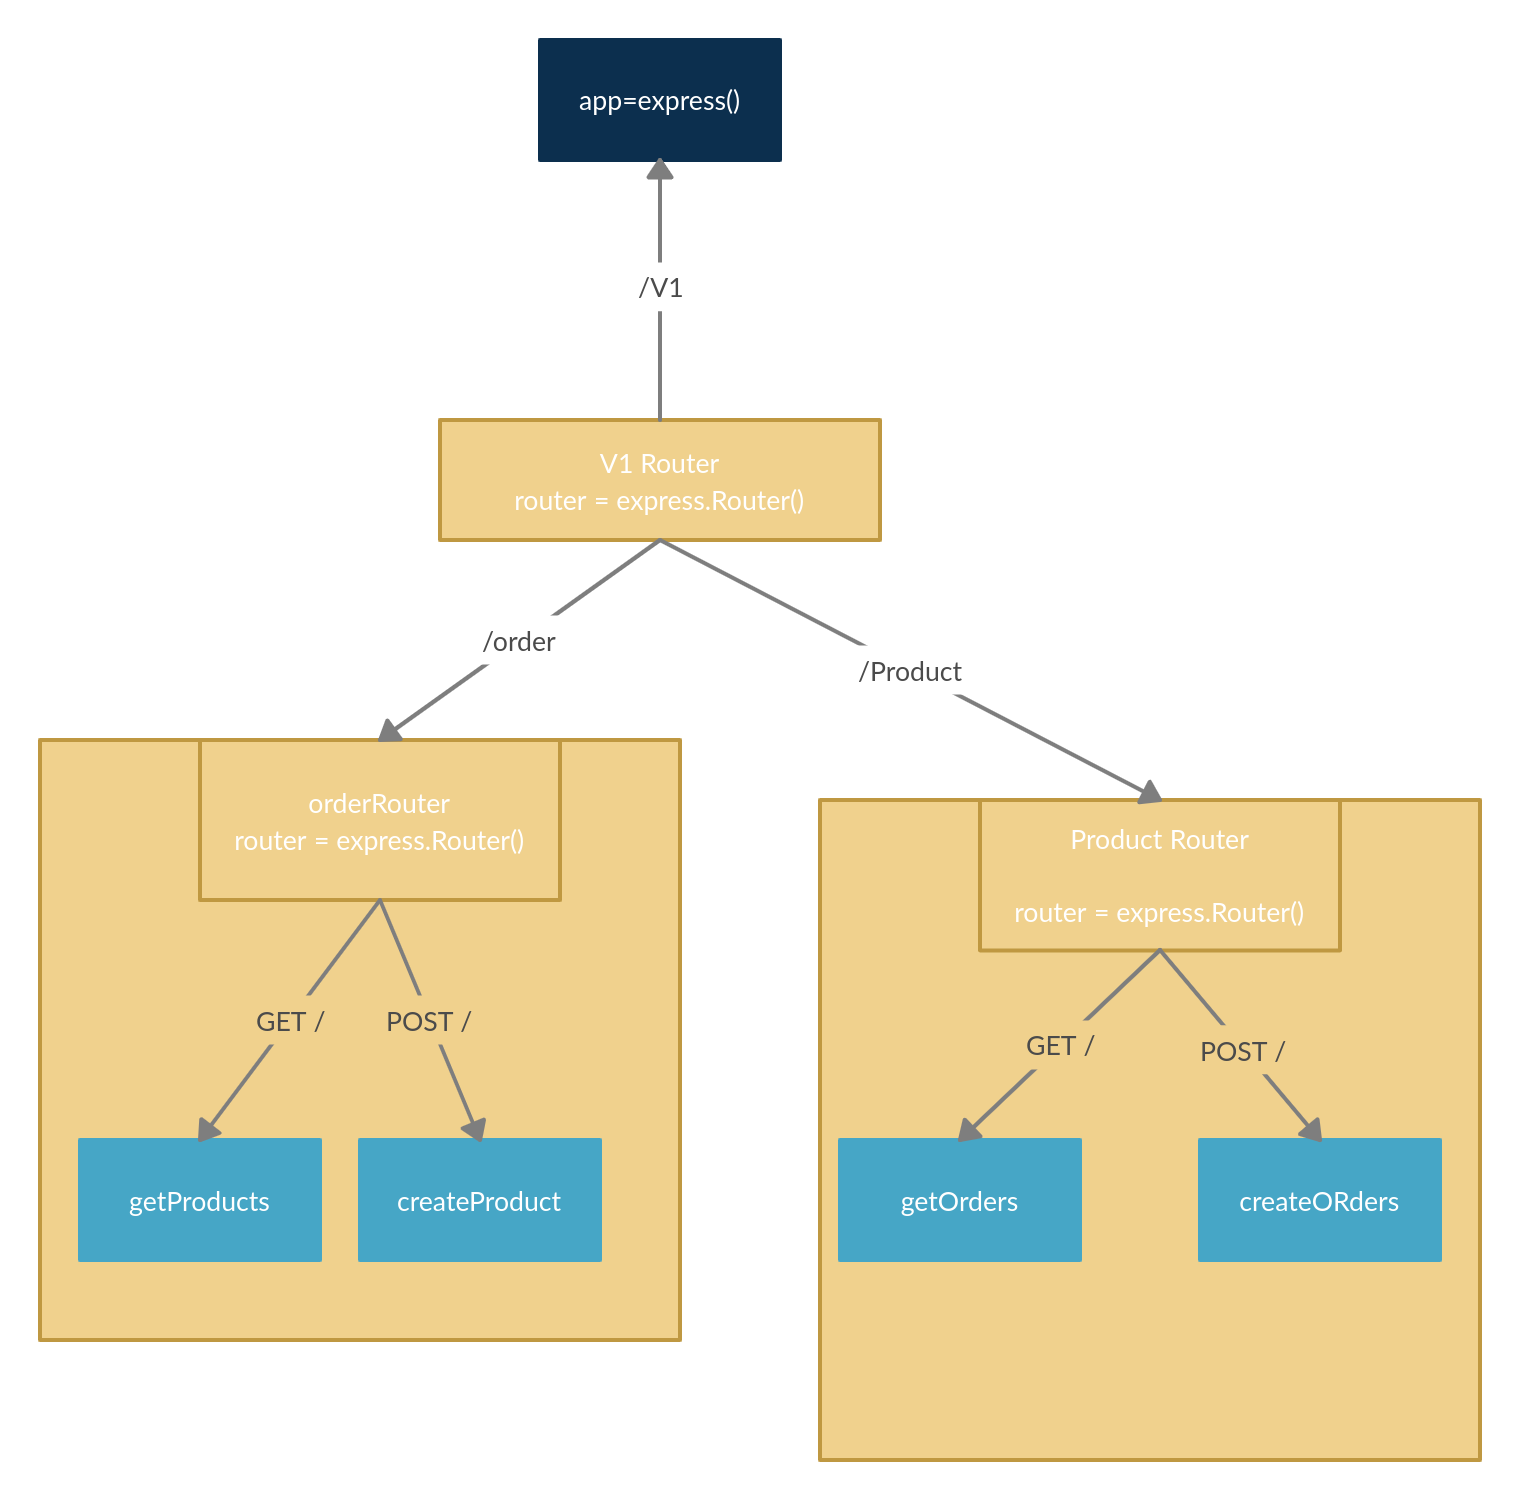 app=express()
/V1
V1 Router
router = express.Router()
/order
/Product
orderRouter
router = express.Router()
Product Router
router = express.Router()
GET /
POST /
GET /
POST /
getProducts
createProduct
getOrders
createORders